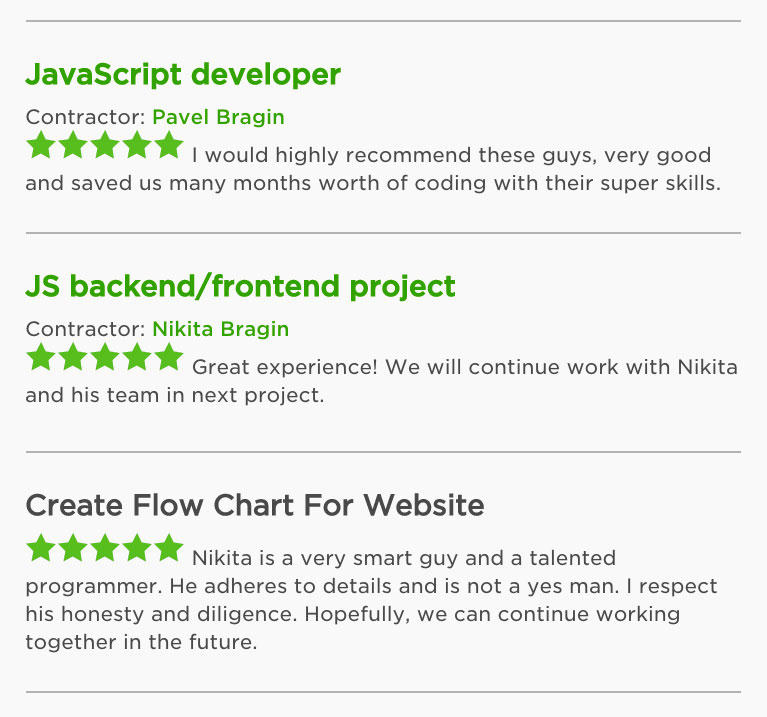 JavaScript developer
Contractor: Pavel Bragin
I would highly recommend these guys, very good
and saved us many months worth of coding with their super skills.
JS backend/frontend project
Contractor: Nikita Bragin
Great experience! We will continue work with Nikita
and his team in next project.
Create Flow Chart For Website
Nikita is a very smart guy and a talented
programmer. He adheres to details and is not a yes man. I respect
his honesty and diligence. Hopefully, we can continue working
together in the future.